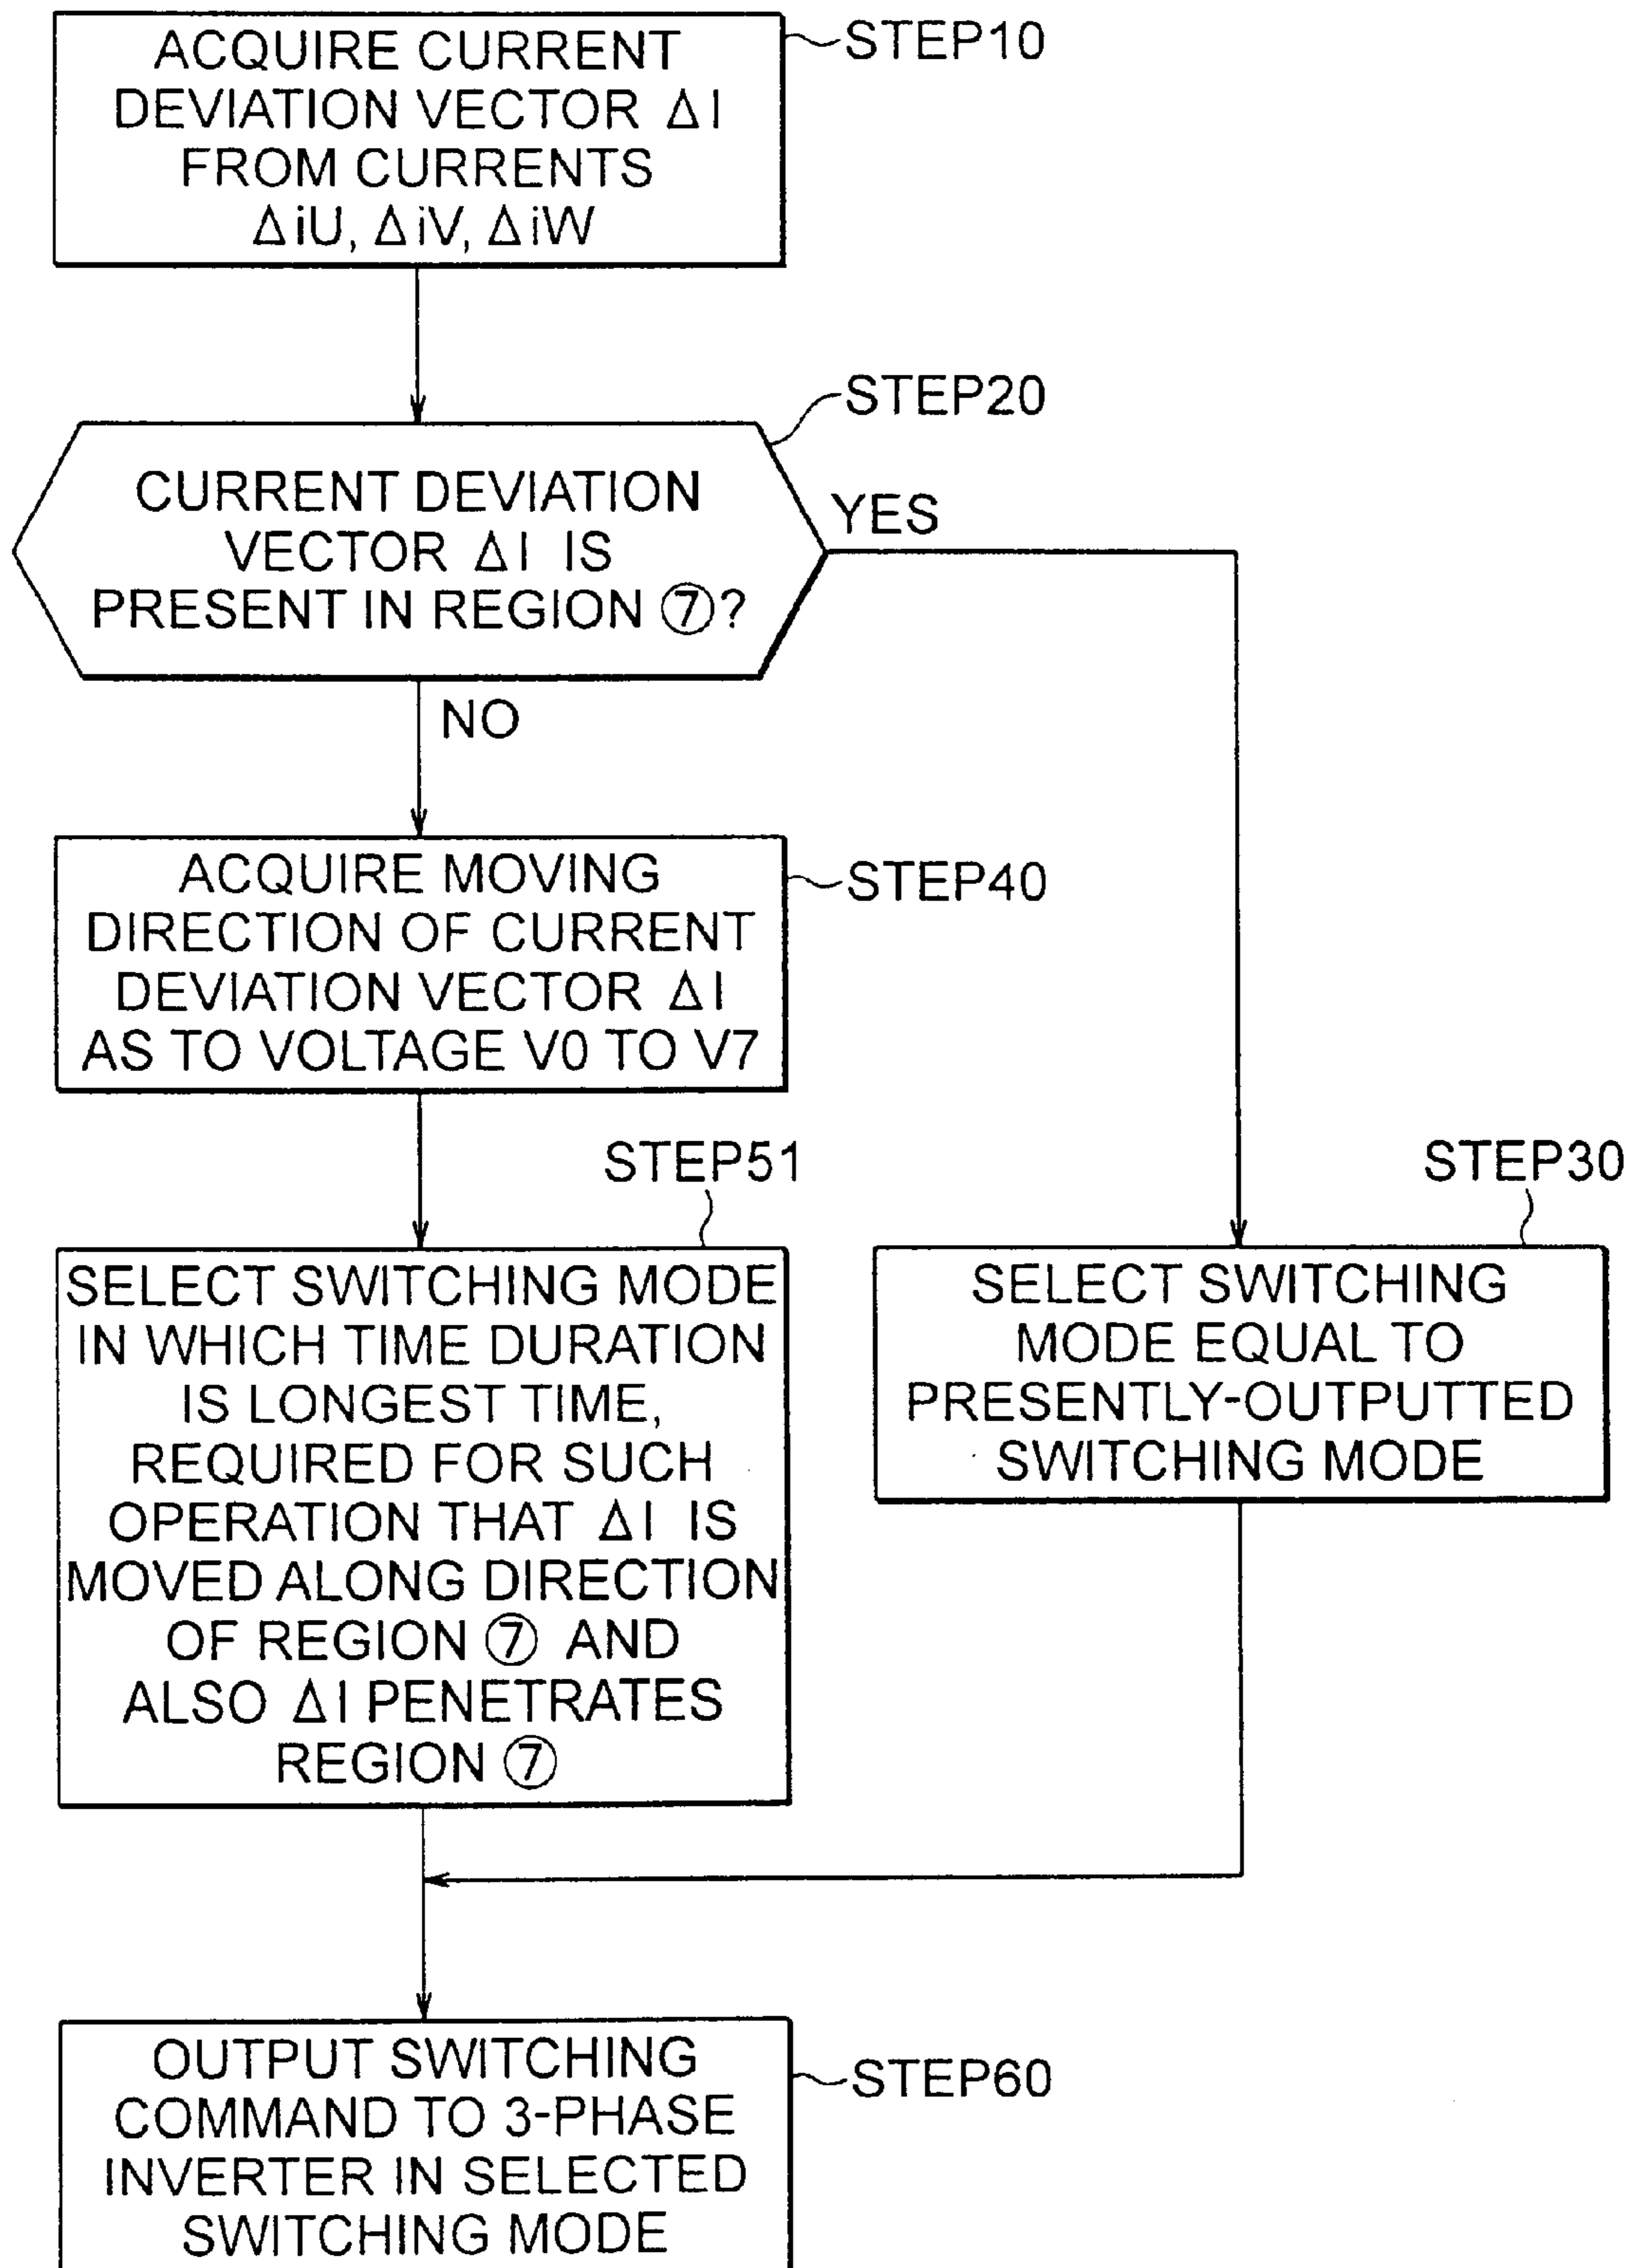 ACQUIRE CURRENT
DEVIATION VECTOR ΔI
FROM CURRENTS
ΔiU, ΔiV, ΔiW
STEP10
CURRENT DEVIATION
VECTOR ΔI IS
PRESENT IN REGION ⑦?
STEP20
YES
NO
ACQUIRE MOVING
DIRECTION OF CURRENT
DEVIATION VECTOR ΔI
AS TO VOLTAGE V0 TO V7
STEP40
STEP51
SELECT SWITCHING MODE
IN WHICH TIME DURATION
IS LONGEST TIME,
REQUIRED FOR SUCH
OPERATION THAT ΔI IS
MOVED ALONG DIRECTION
OF REGION ⑦ AND
ALSO ΔI PENETRATES
REGION ⑦
STEP30
SELECT SWITCHING
MODE EQUAL TO
PRESENTLY-OUTPUTTED
SWITCHING MODE
OUTPUT SWITCHING
COMMAND TO 3-PHASE
INVERTER IN SELECTED
SWITCHING MODE
STEP60